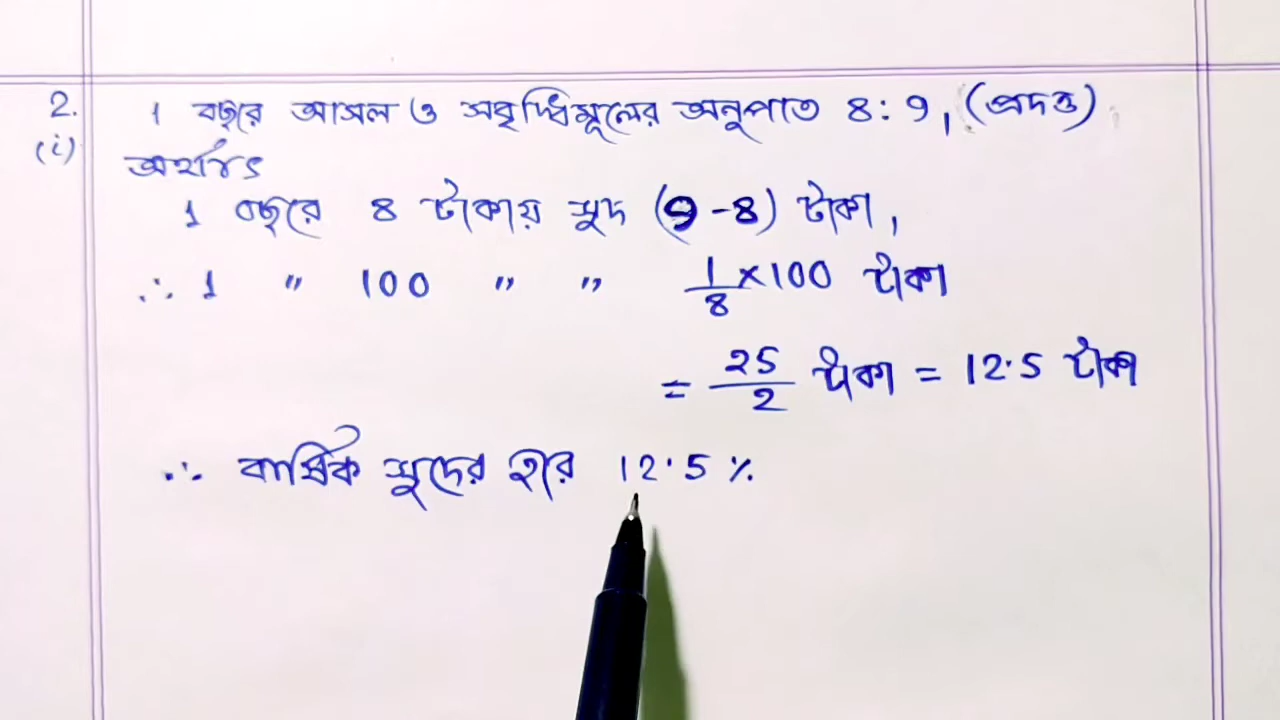 2. 1 বছরে আসল ও সবৃদ্ধিমূলের অনুপাত 8 : 9, (প্রদত্ত)
(i) অর্থাৎ
1 বছরে 8 টাকায় সুদ (9 - 8) টাকা,
∴ 1 " 100 " " 1/8 × 100 টাকা
= 25/2 টাকা = 12.5 টাকা
∴ বার্ষিক সুদের হার 12.5 %